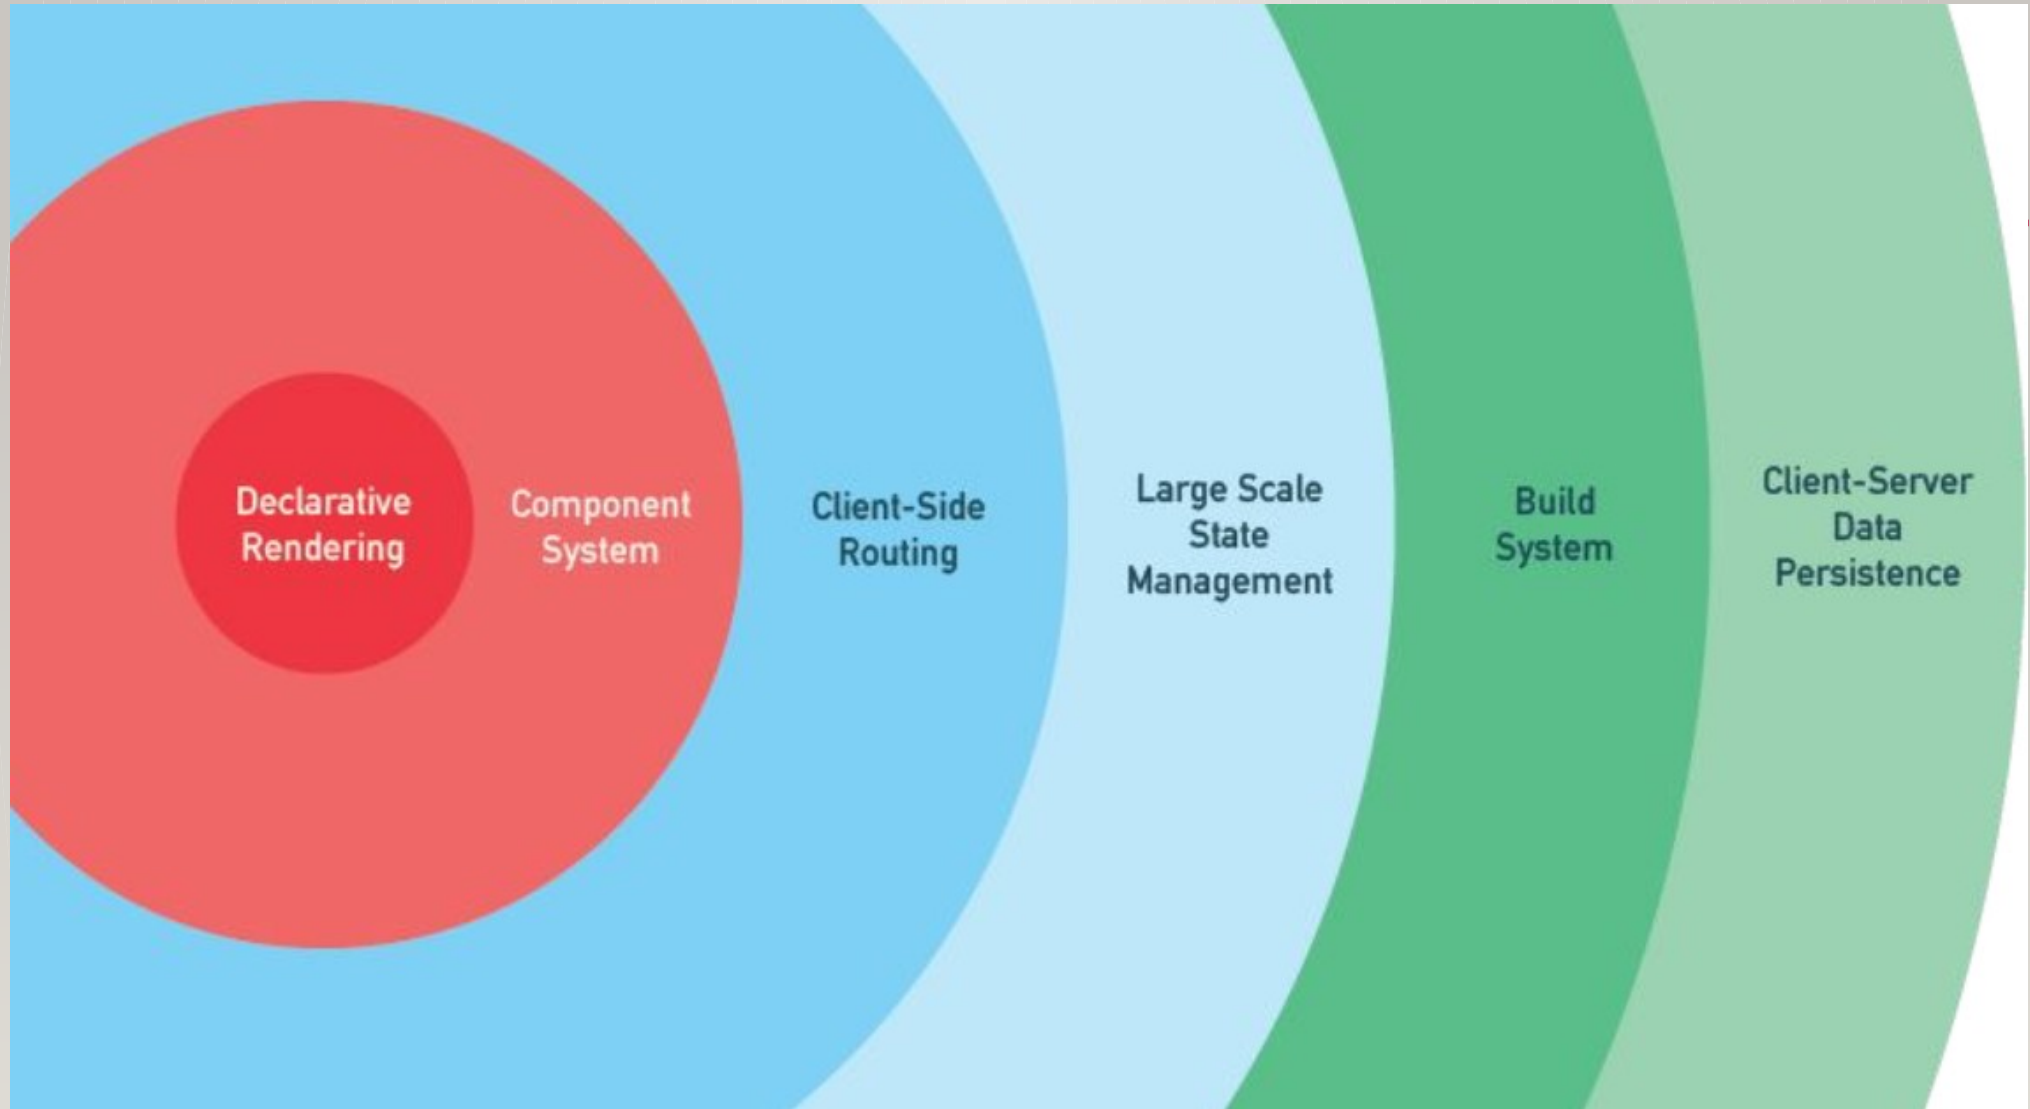 Declarative
Rendering
Component
System
Client-Side
Routing
Large Scale
State
Management
Build
System
Client-Server
Data
Persistence